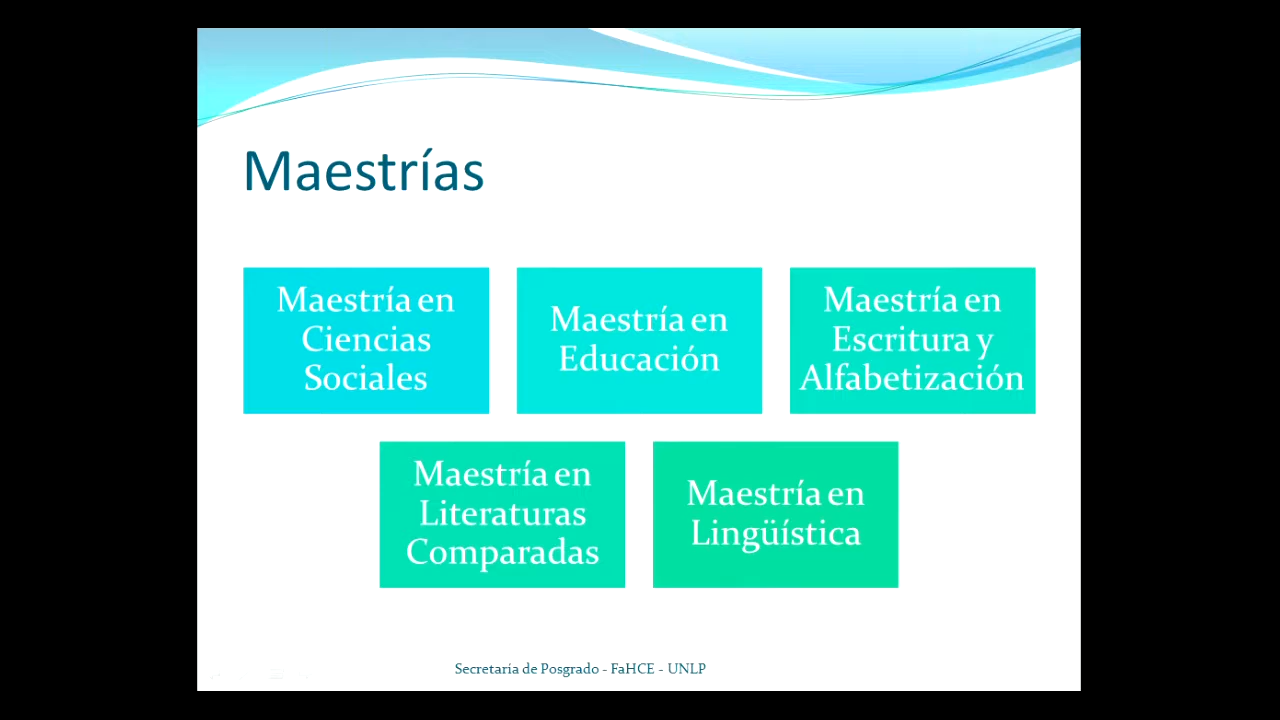 Maestrías
Maestría en
Ciencias
Sociales
Maestría en
Educación
Maestría en
Escritura y
Alfabetización
Maestría en
Literaturas
Comparadas
Maestría en
Lingüística
Secretaría de Posgrado - FaHCE - UNLP